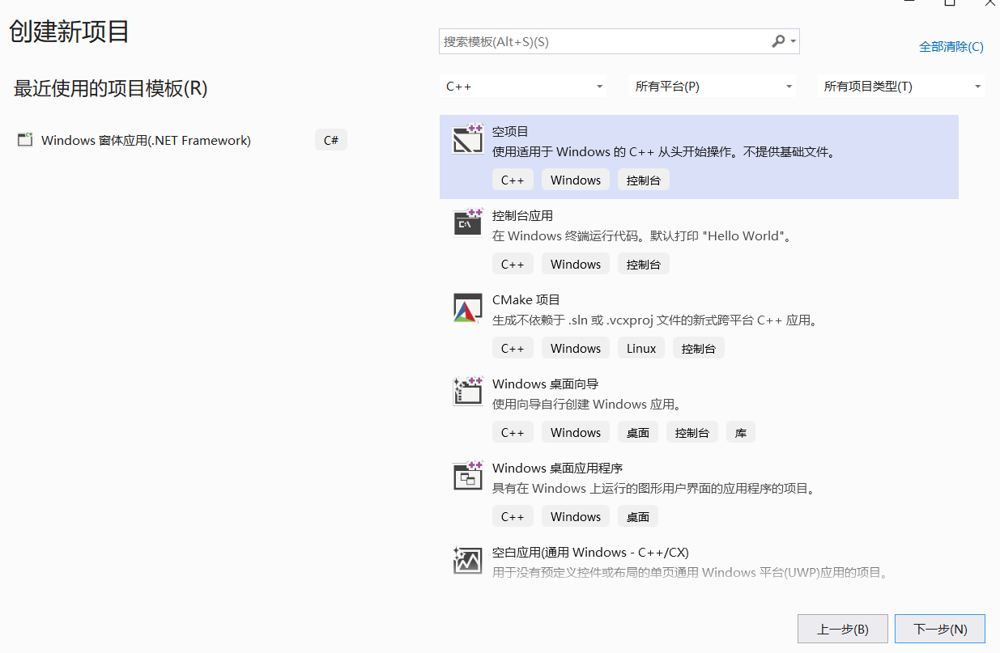 创建新项目
最近使用的项目模板(R)
Windows 窗体应用(.NET Framework)
C#
搜索模板(Alt+S)(S)
全部清除(C)
C++
所有平台(P)
所有项目类型(T)
空项目
使用适用于 Windows 的 C++ 从头开始操作。不提供基础文件。
C++ Windows 控制台
控制台应用
在 Windows 终端运行代码。默认打印 "Hello World"。
C++ Windows 控制台
CMake 项目
生成不依赖于 .sln 或 .vcxproj 文件的新式跨平台 C++ 应用。
C++ Windows Linux 控制台
Windows 桌面向导
使用向导自行创建 Windows 应用。
C++ Windows 桌面 控制台 库
Windows 桌面应用程序
具有在 Windows 上运行的图形用户界面的应用程序的项目。
C++ Windows 桌面
空白应用(通用 Windows - C++/CX)
用于没有预定义控件或布局的单页通用 Windows 平台(UWP)应用的项目。
上一步(B)
下一步(N)